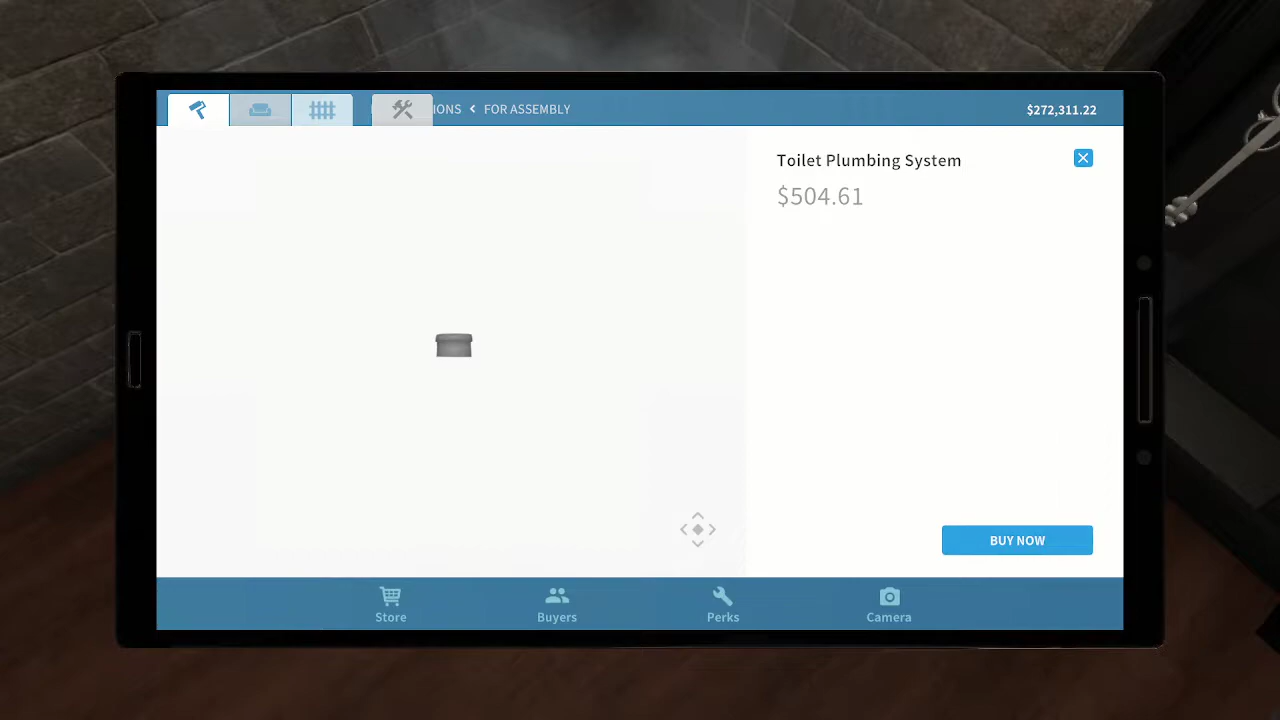 IONS < FOR ASSEMBLY
$272,311.22
Toilet Plumbing System
$504.61
BUY NOW
Store
Buyers
Perks
Camera